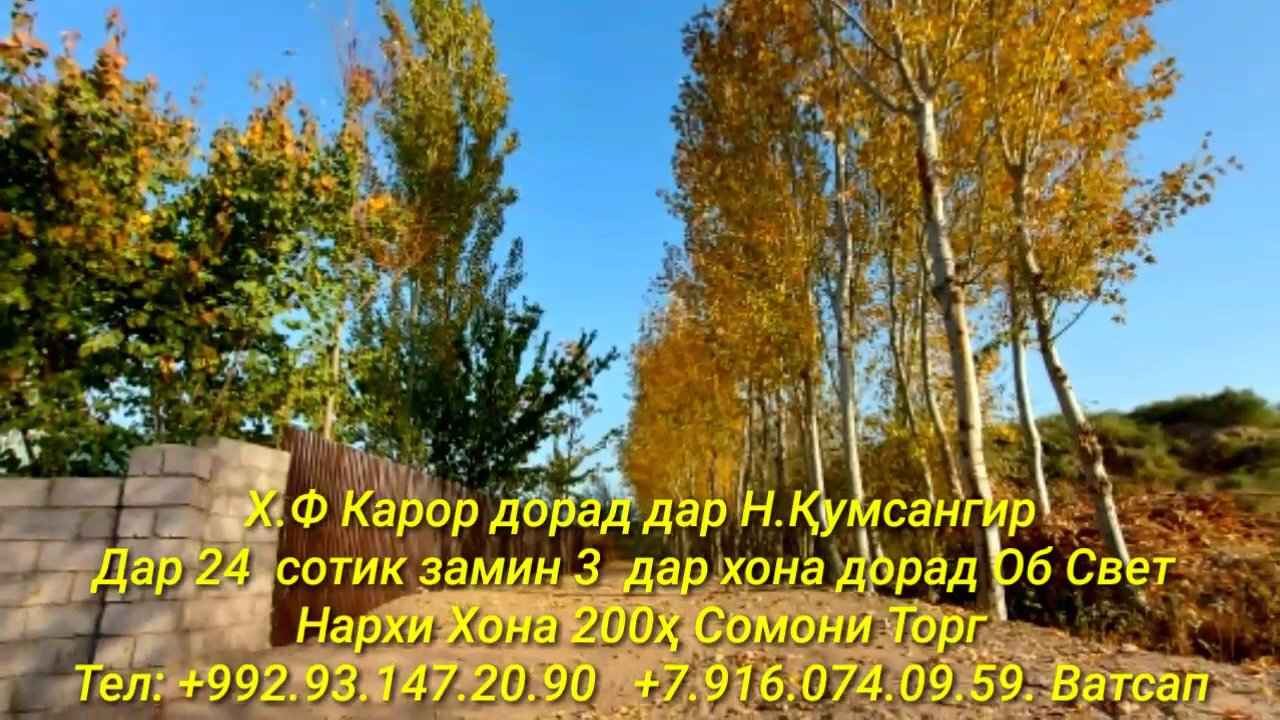 Х.Ф Карор дорад дар Н.Қумсангир
Дар 24 сотик замин 3 дар хона дорад Об Свет
Нархи Хона 200ҳ Сомони Торг
Тел: +992.93.147.20.90 +7.916.074.09.59. Ватсап